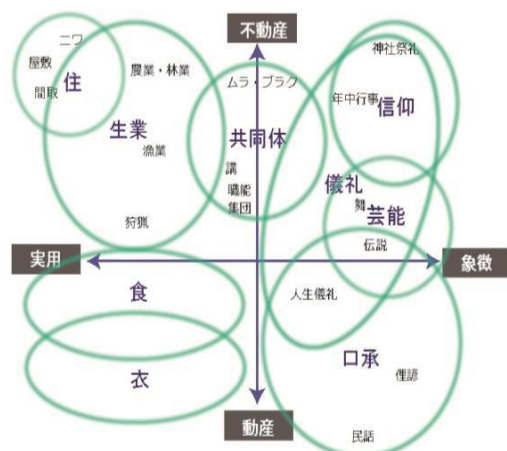 不動産
ニワ
屋敷
住
間取
農業・林業
生業
漁業
狩猟
ムラ・ブラク
共同体
講
職能
集団
神社祭礼
年中行事
信仰
儀礼
舞
芸能
伝説
実用
象徴
食
衣
人生儀礼
口承
俚諺
民話
動産